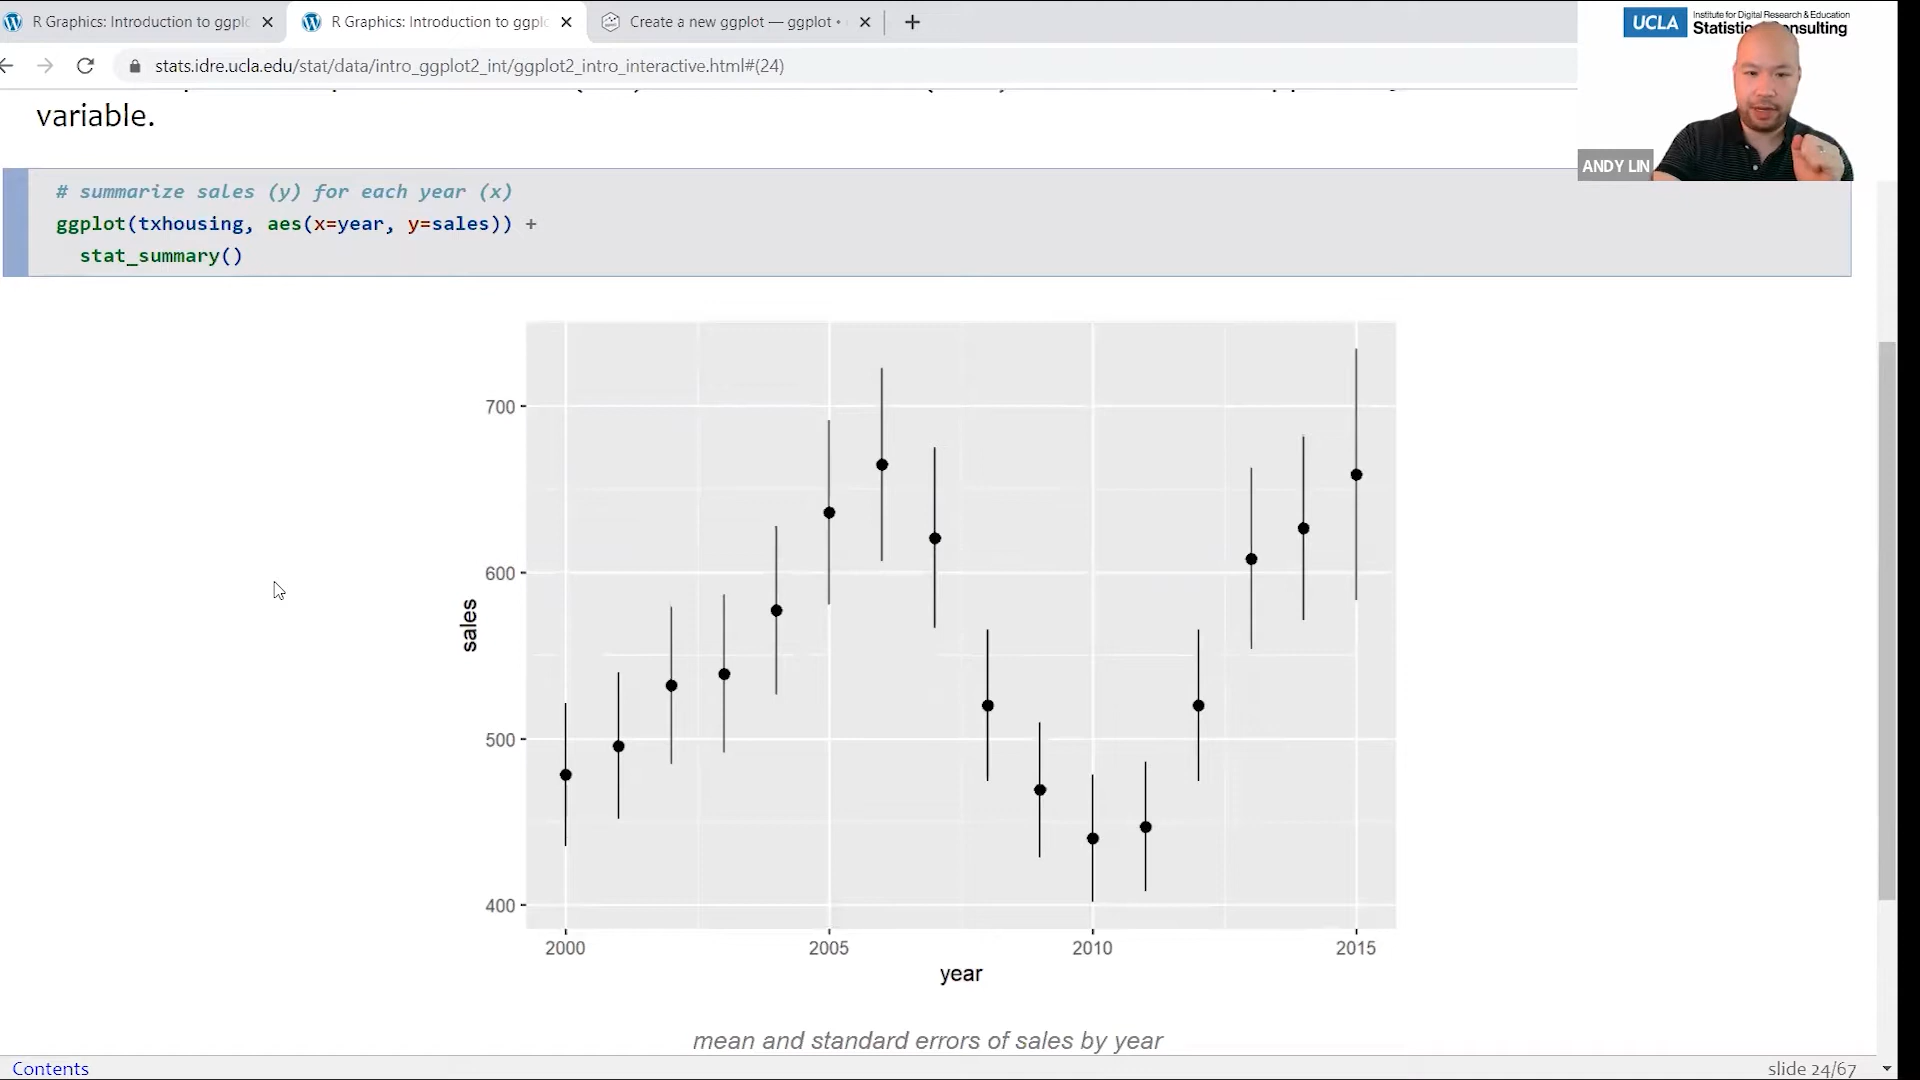 R Graphics: Introduction to ggplo
R Graphics: Introduction to ggplo
Create a new ggplot — ggplot •
stats.idre.ucla.edu/stat/data/intro_ggplot2_int/ggplot2_intro_interactive.html#(24)
UCLA
Institute for Digital Research & Education
ANDY LIN
variable.
# summarize sales (y) for each year (x)
ggplot(txhousing, aes(x=year, y=sales)) +
stat_summary()
700
600
500
400
sales
2000 2005 2010 2015
year
mean and standard errors of sales by year
Contents
slide 24/67